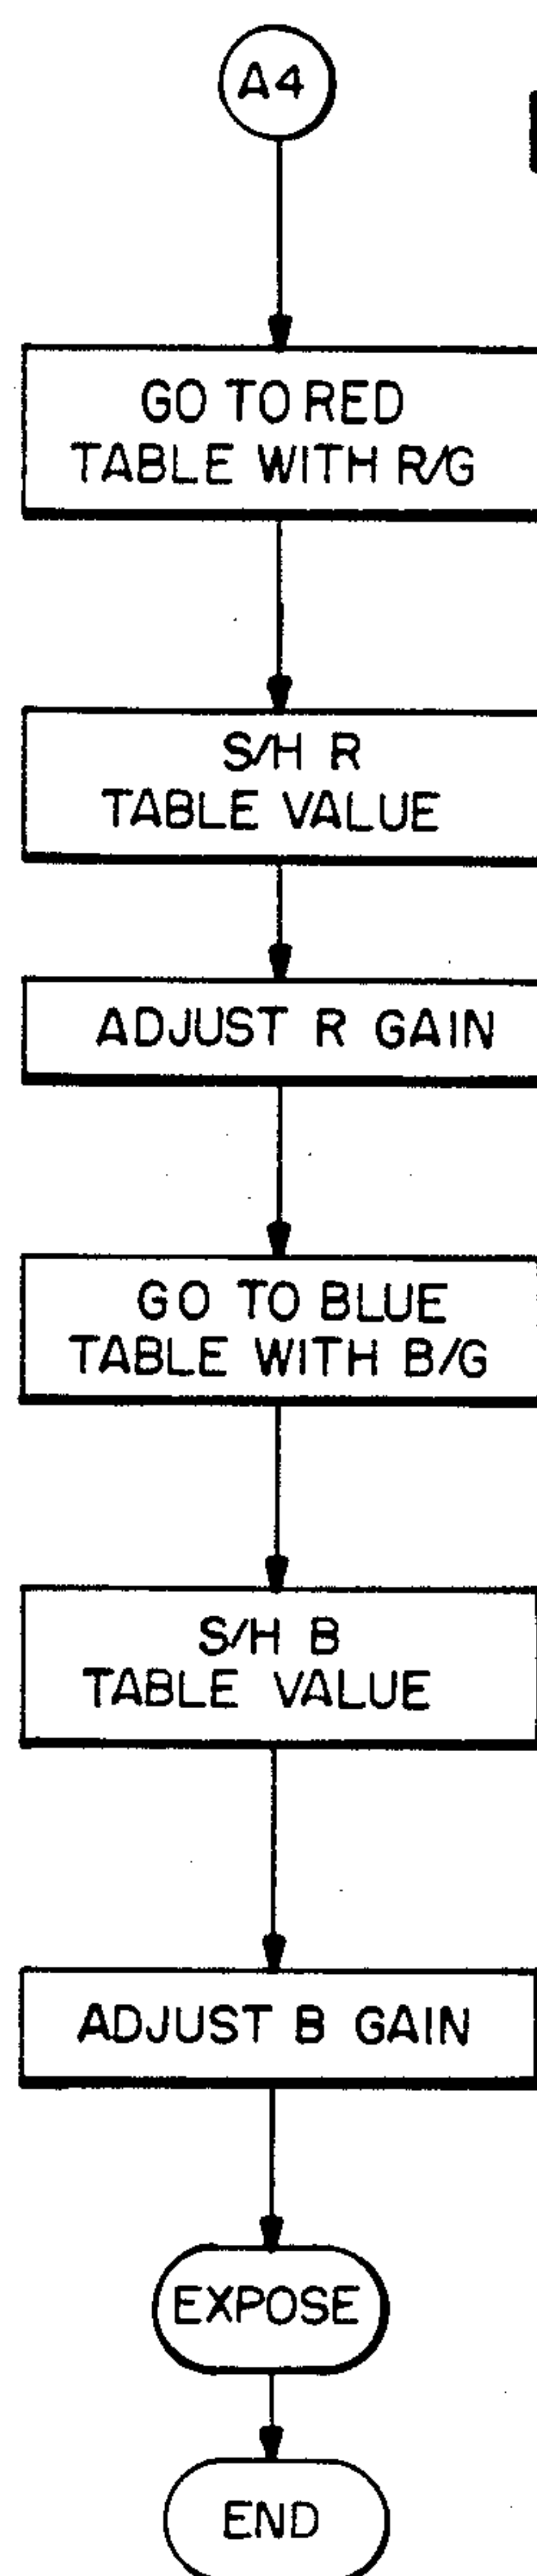 A4
GO TO RED
TABLE WITH R/G
S/H R
TABLE VALUE
ADJUST R GAIN
GO TO BLUE
TABLE WITH B/G
S/H B
TABLE VALUE
ADJUST B GAIN
EXPOSE
END